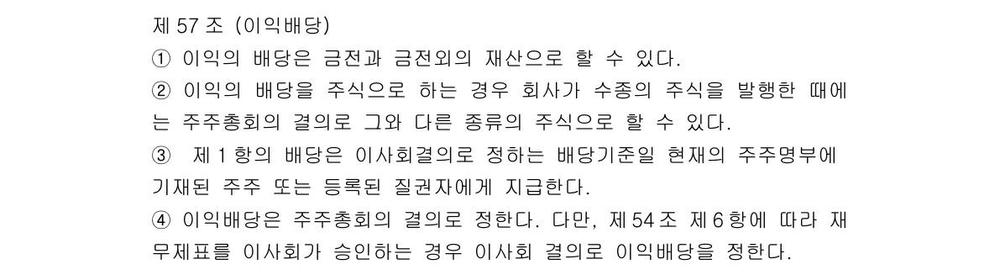 제 57 조 (이익배당)
① 이익의 배당은 금전과 금전외의 재산으로 할 수 있다.
② 이익의 배당을 주식으로 하는 경우 회사가 수종의 주식을 발행한 때에
는 주주총회의 결의로 그와 다른 종류의 주식으로 할 수 있다.
③ 제 1 항의 배당은 이사회결의로 정하는 배당기준일 현재의 주주명부에
기재된 주주 또는 등록된 질권자에게 지급한다.
④ 이익배당은 주주총회의 결의로 정한다. 다만, 제 54 조 제 6 항에 따라 재
무제표를 이사회가 승인하는 경우 이사회 결의로 이익배당을 정한다.